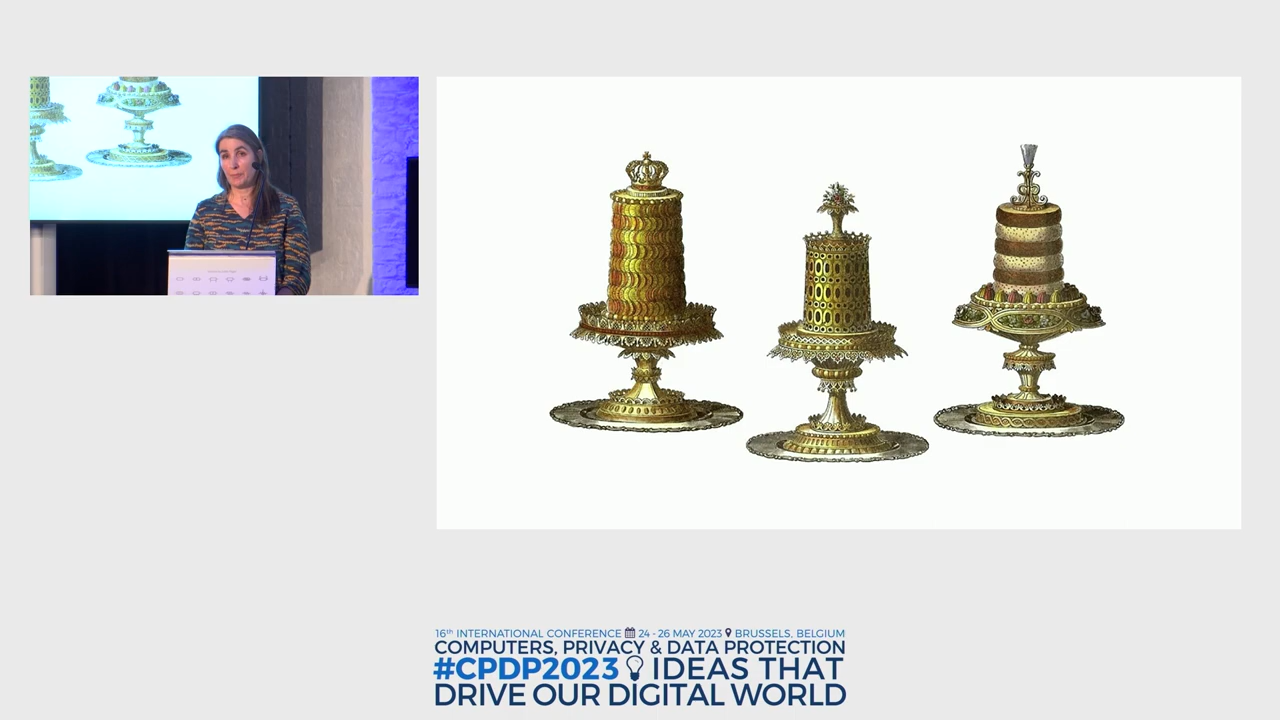 16th INTERNATIONAL CONFERENCE 24 - 26 MAY 2023 BRUSSELS, BELGIUM
COMPUTERS, PRIVACY & DATA PROTECTION
#CPDP2023 IDEAS THAT
DRIVE OUR DIGITAL WORLD